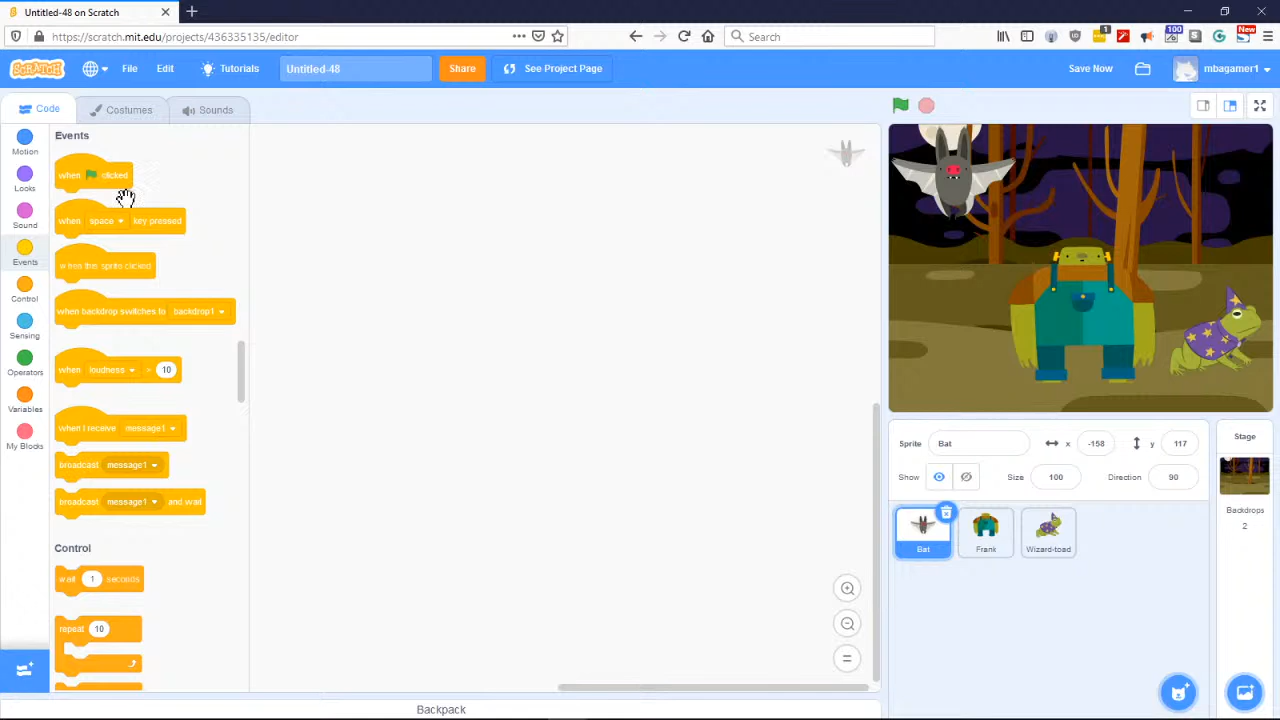 Untitled-48 on Scratch
https://scratch.mit.edu/projects/436335135/editor
Search
1
100
New
SCRATCH
File
Edit
Tutorials
Untitled-48
Share
See Project Page
Save Now
mbagamer1
Code
Costumes
Sounds
Motion
Looks
Sound
Events
Control
Sensing
Operators
Variables
My Blocks
Events
when clicked
when space key pressed
when this sprite clicked
when backdrop switches to backdrop1
when loudness > 10
when I receive message1
broadcast message1
broadcast message1 and wait
Control
wait 1 seconds
repeat 10
Sprite Bat x -158 y 117
Show Size 100 Direction 90
Bat
Frank
Wizard-toad
Stage
Backdrops
2
Backpack